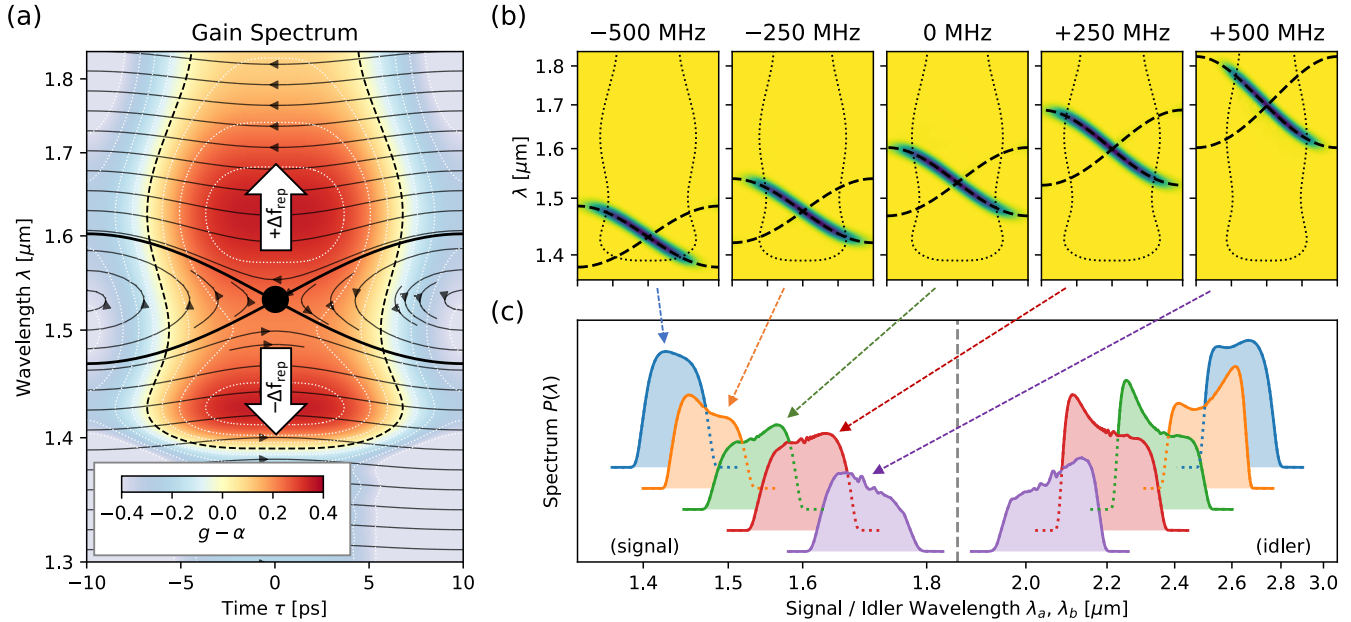 (a)
Gain Spectrum
Wavelength λ [μm]
1.8
1.7
1.6
1.5
1.4
1.3
+Δf_rep
−Δf_rep
−0.4 −0.2 0.0 0.2 0.4
g − α
−10 −5 0 5 10
Time τ [ps]
(b)
−500 MHz −250 MHz 0 MHz +250 MHz +500 MHz
λ [μm]
1.8
1.7
1.6
1.5
1.4
(c)
Spectrum P(λ)
(signal) (idler)
1.4 1.5 1.6 1.8 2.0 2.2 2.4 2.6 2.8 3.0
Signal / Idler Wavelength λₐ, λ_b [μm]